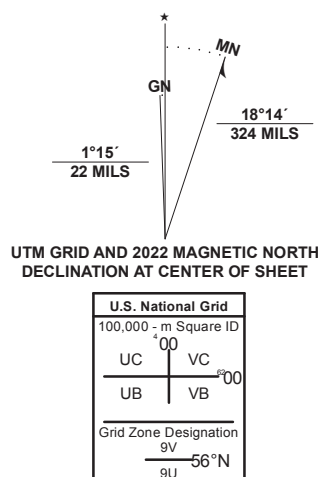 ★
MN
GN
1°15´
22 MILS
18°14´
324 MILS
UTM GRID AND 2022 MAGNETIC NORTH
DECLINATION AT CENTER OF SHEET
U.S. National Grid
100,000 - m Square ID
⁴00
UC VC
⁶²00
UB VB
Grid Zone Designation
9V
56°N
9U